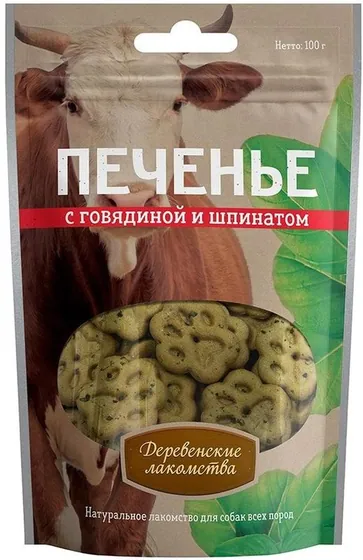 Нетто: 100 г
ПЕЧЕНЬЕ
с говядиной и шпинатом
Деревенские
лакомства
Натуральное лакомство для собак всех пород